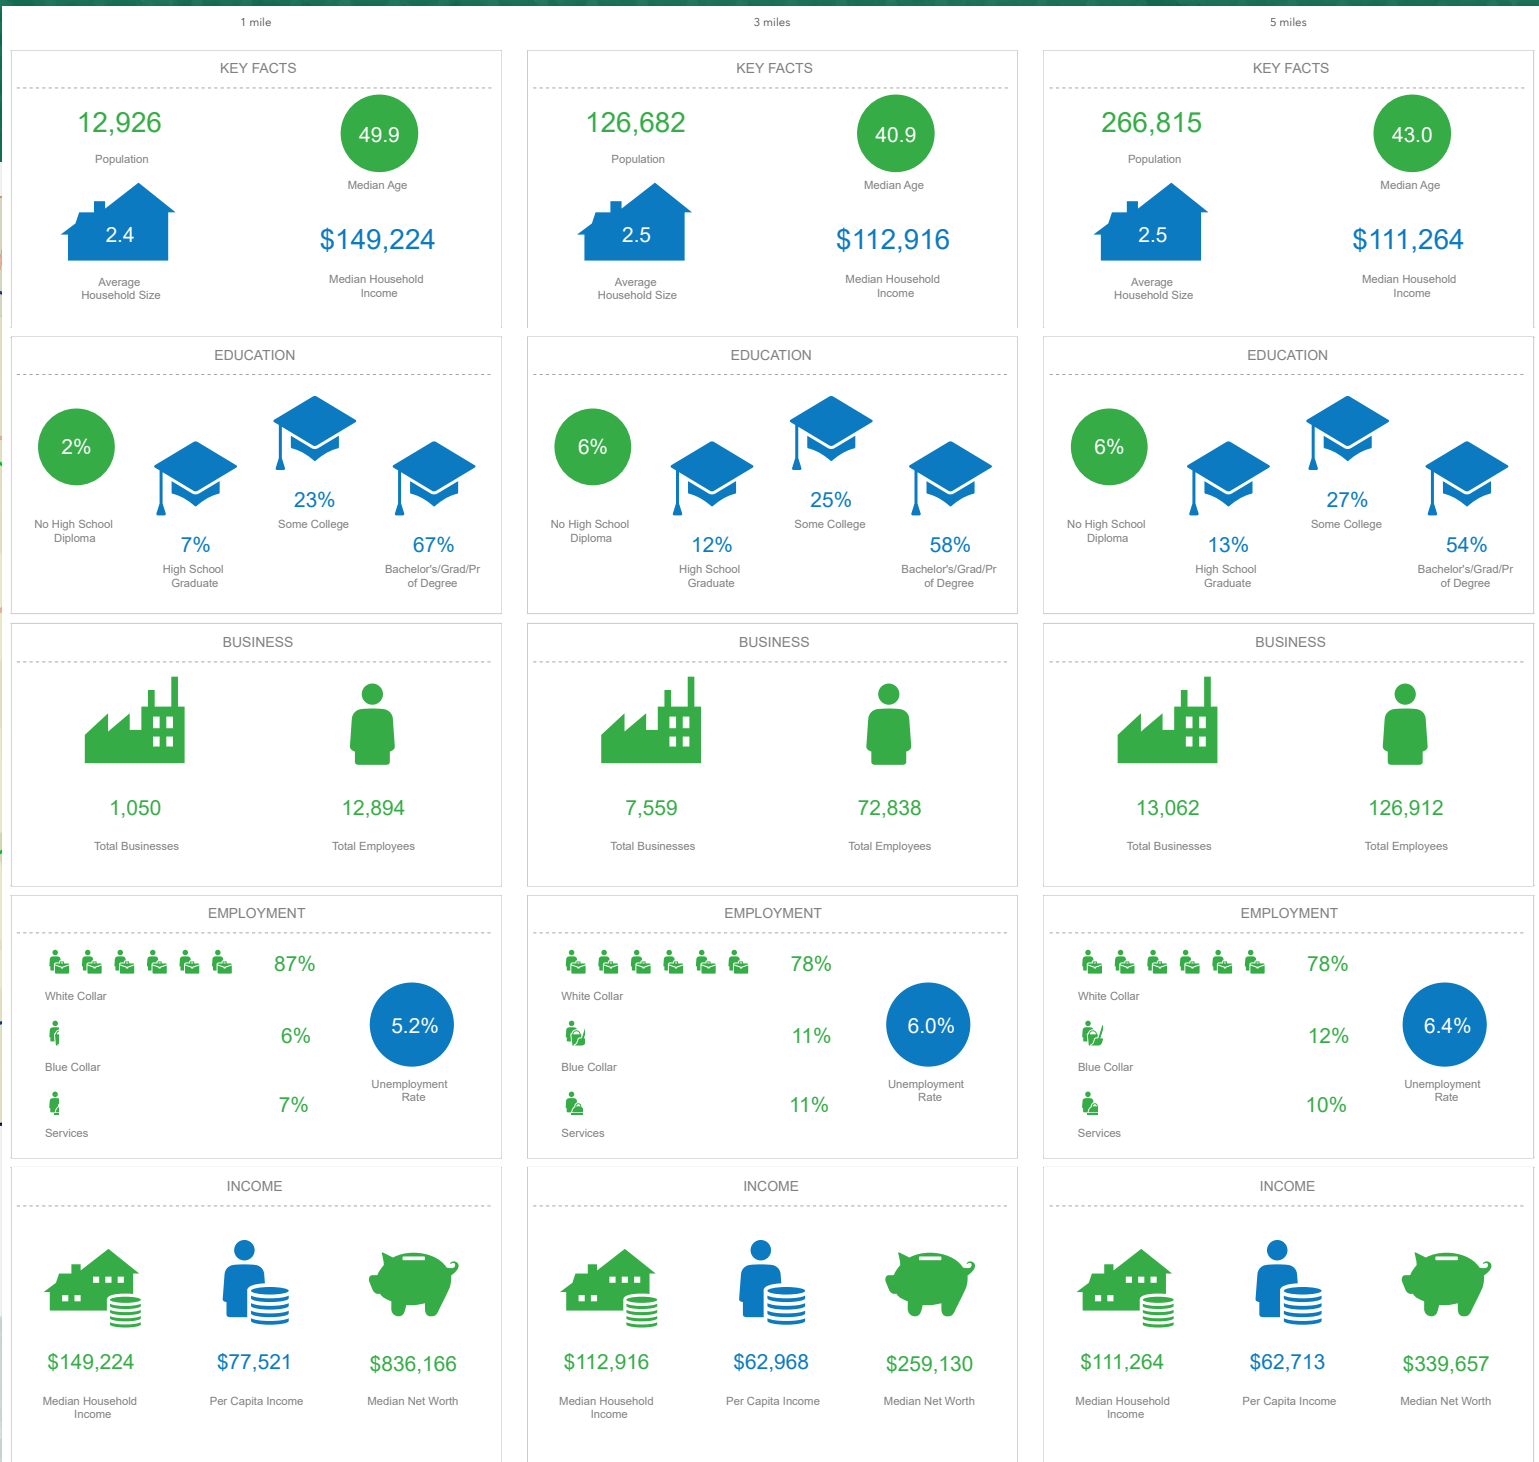 1 mile
3 miles
5 miles
KEY FACTS
12,926
Population
49.9
Median Age
2.4
Average
Household Size
$149,224
Median Household
Income
KEY FACTS
126,682
Population
40.9
Median Age
2.5
Average
Household Size
$112,916
Median Household
Income
KEY FACTS
266,815
Population
43.0
Median Age
2.5
Average
Household Size
$111,264
Median Household
Income
EDUCATION
2%
No High School
Diploma
7%
High School
Graduate
23%
Some College
67%
Bachelor's/Grad/Pr
of Degree
EDUCATION
6%
No High School
Diploma
12%
High School
Graduate
25%
Some College
58%
Bachelor's/Grad/Pr
of Degree
EDUCATION
6%
No High School
Diploma
13%
High School
Graduate
27%
Some College
54%
Bachelor's/Grad/Pr
of Degree
BUSINESS
1,050
Total Businesses
12,894
Total Employees
BUSINESS
7,559
Total Businesses
72,838
Total Employees
BUSINESS
13,062
Total Businesses
126,912
Total Employees
EMPLOYMENT
87%
White Collar
6%
Blue Collar
7%
Services
5.2%
Unemployment
Rate
EMPLOYMENT
78%
White Collar
11%
Blue Collar
11%
Services
6.0%
Unemployment
Rate
EMPLOYMENT
78%
White Collar
12%
Blue Collar
10%
Services
6.4%
Unemployment
Rate
INCOME
$149,224
Median Household
Income
$77,521
Per Capita Income
$836,166
Median Net Worth
INCOME
$112,916
Median Household
Income
$62,968
Per Capita Income
$259,130
Median Net Worth
INCOME
$111,264
Median Household
Income
$62,713
Per Capita Income
$339,657
Median Net Worth